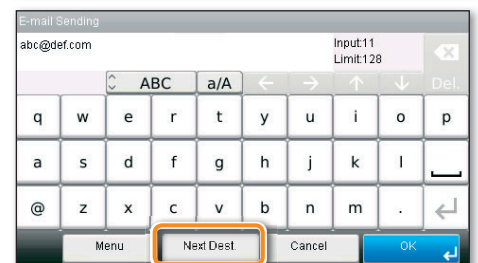 E-mail Sending
abc@def.com
Input:11
Limit:128
ABC a/A Del.
q w e r t y u i o p
a s d f g h j k l
@ z x c v b n m .
Menu Next Dest. Cancel OK